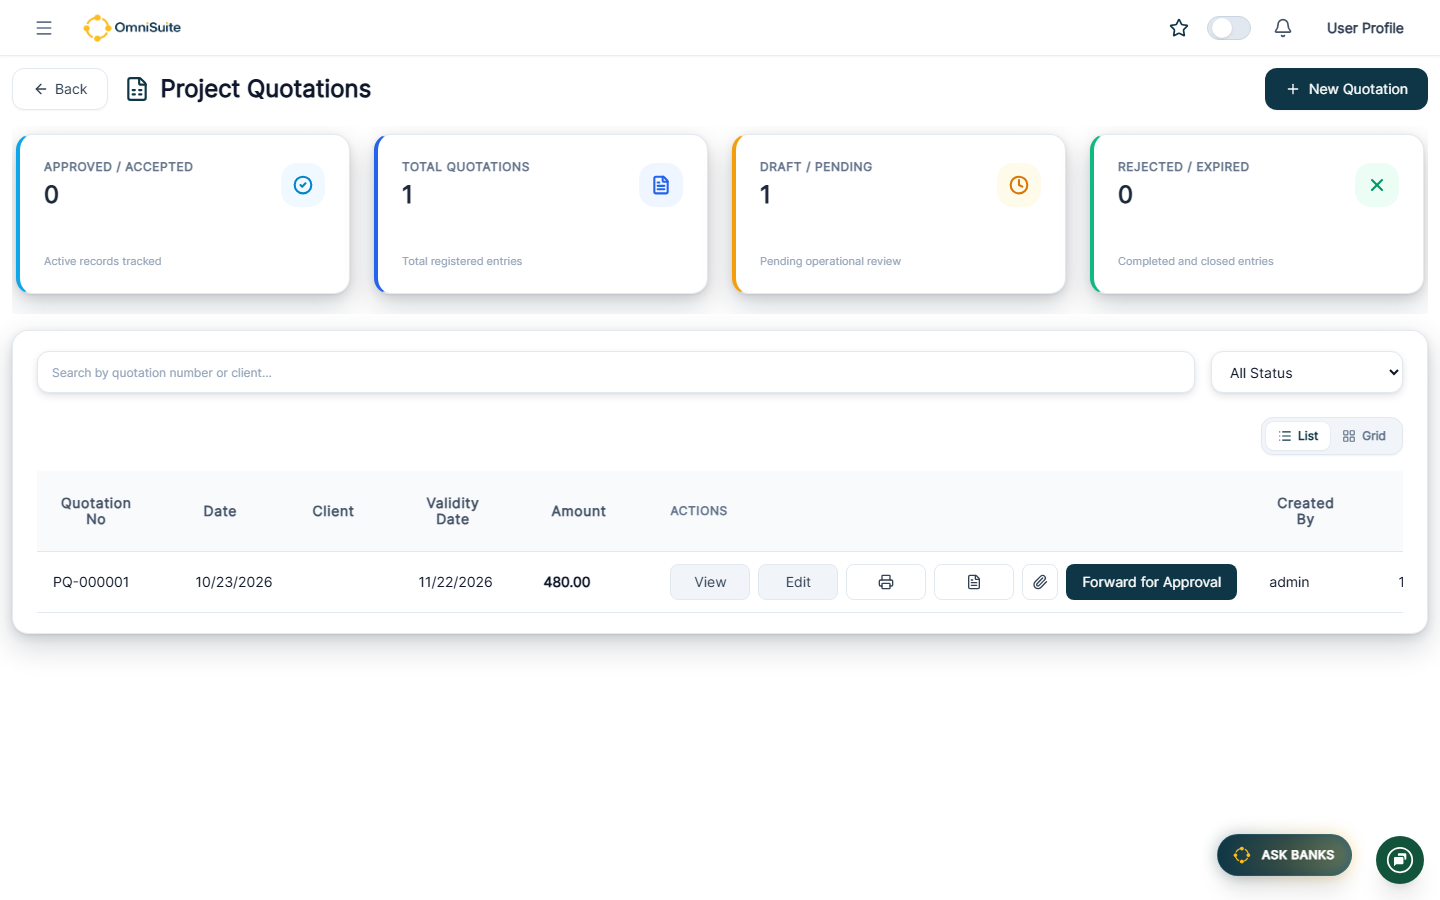 OmniSuite
User Profile
Back
Project Quotations
New Quotation
APPROVED / ACCEPTED
0
Active records tracked
TOTAL QUOTATIONS
1
Total registered entries
DRAFT / PENDING
1
Pending operational review
REJECTED / EXPIRED
0
Completed and closed entries
Search by quotation number or client...
All Status
List
Grid
Quotation No
Date
Client
Validity Date
Amount
ACTIONS
Created By
PQ-000001
10/23/2026
11/22/2026
480.00
View
Edit
Forward for Approval
admin
1
ASK BANKS